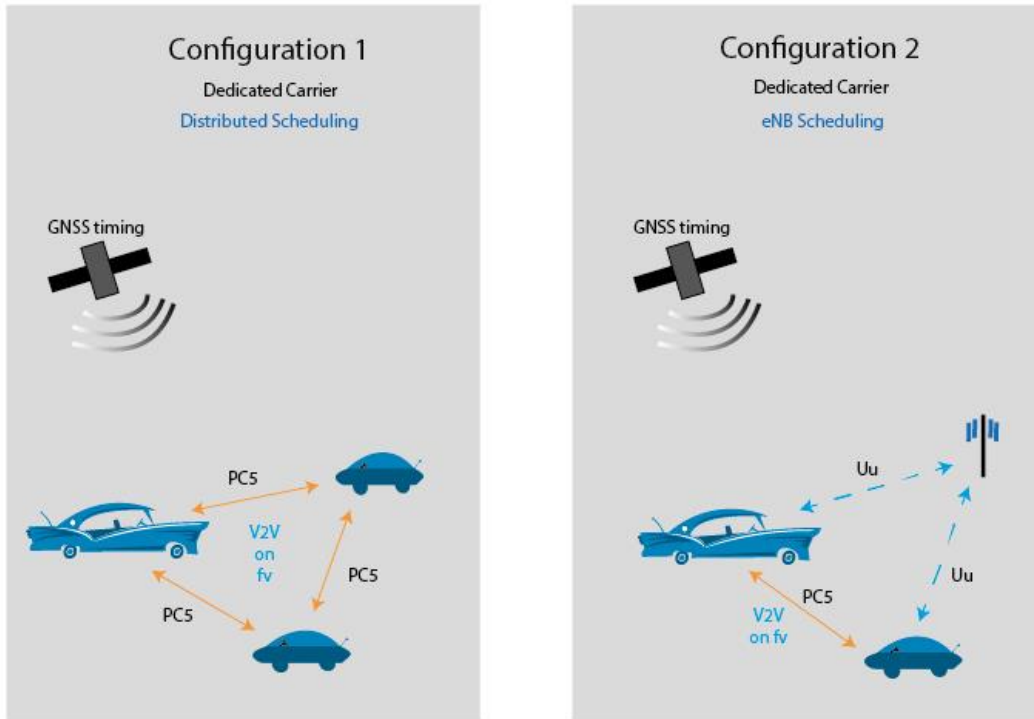 Configuration 1
Dedicated Carrier
Distributed Scheduling
GNSS timing
PC5
V2V
on
fv
PC5
PC5
Configuration 2
Dedicated Carrier
eNB Scheduling
GNSS timing
Uu
Uu
PC5
V2V
on fv